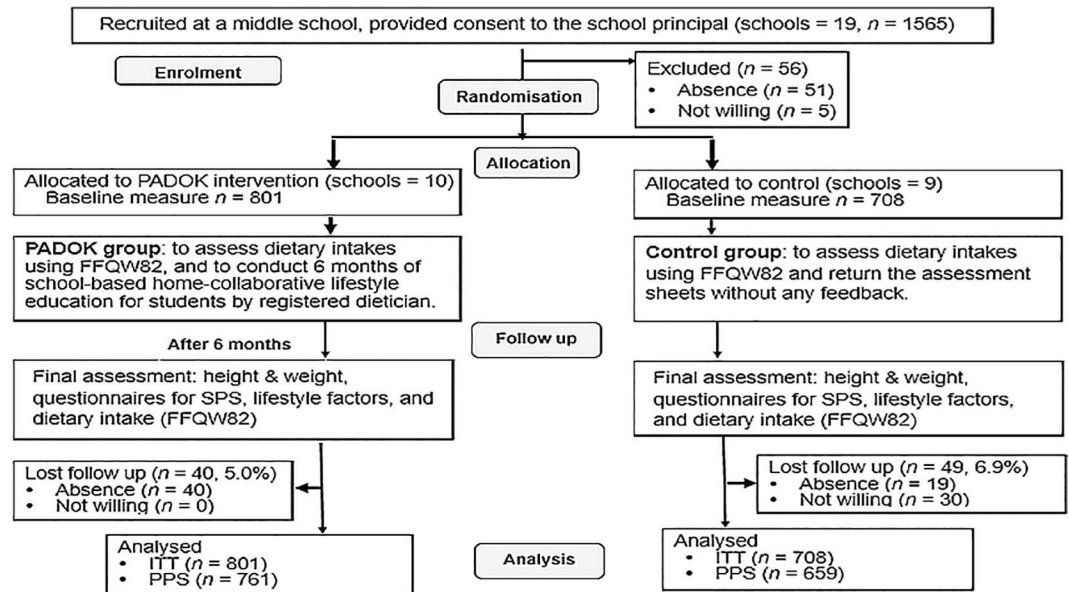 Recruited at a middle school, provided consent to the school principal (schools = 19, n = 1565)
Enrolment
Excluded (n = 56)
• Absence (n = 51)
• Not willing (n = 5)
Randomisation
Allocation
Allocated to PADOK intervention (schools = 10)
Baseline measure n = 801
Allocated to control (schools = 9)
Baseline measure n = 708
PADOK group: to assess dietary intakes
using FFQW82, and to conduct 6 months of
school-based home-collaborative lifestyle
education for students by registered dietician.
Control group: to assess dietary intakes
using FFQW82 and return the assessment
sheets without any feedback.
Follow up
After 6 months
Final assessment: height & weight,
questionnaires for SPS, lifestyle factors, and
dietary intake (FFQW82)
Final assessment: height & weight,
questionnaires for SPS, lifestyle factors,
and dietary intake (FFQW82)
Lost follow up (n = 40, 5.0%)
• Absence (n = 40)
• Not willing (n = 0)
Lost follow up (n = 49, 6.9%)
• Absence (n = 19)
• Not willing (n = 30)
Analysed
• ITT (n = 801)
• PPS (n = 761)
Analysis
Analysed
• ITT (n = 708)
• PPS (n = 659)